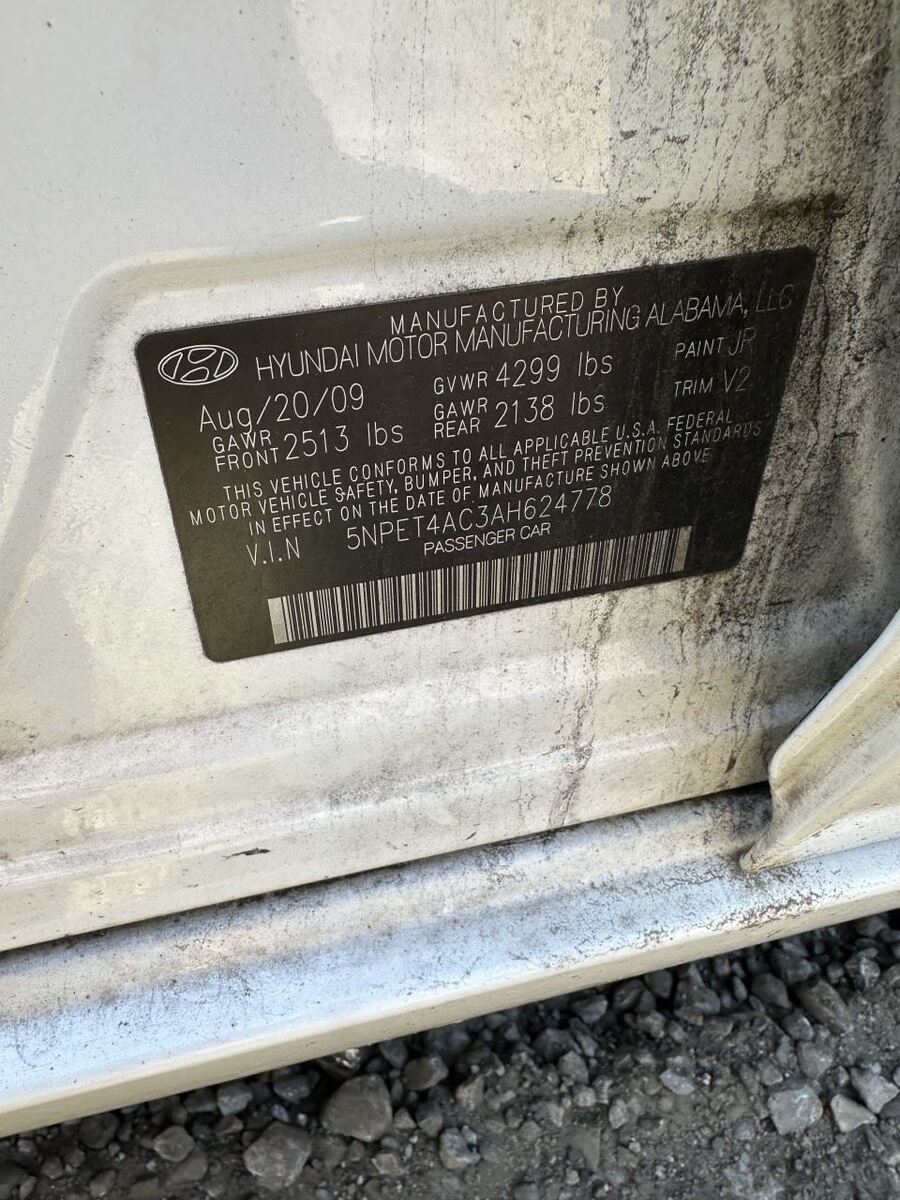 MANUFACTURED BY
HYUNDAI MOTOR MANUFACTURING ALABAMA, LLC
Aug/20/09 GVWR 4299 lbs PAINT JR
GAWR FRONT 2513 lbs GAWR REAR 2138 lbs TRIM V2
THIS VEHICLE CONFORMS TO ALL APPLICABLE U.S.A. FEDERAL
MOTOR VEHICLE SAFETY, BUMPER, AND THEFT PREVENTION STANDARDS
IN EFFECT ON THE DATE OF MANUFACTURE SHOWN ABOVE
V.I.N 5NPET4AC3AH624778
PASSENGER CAR